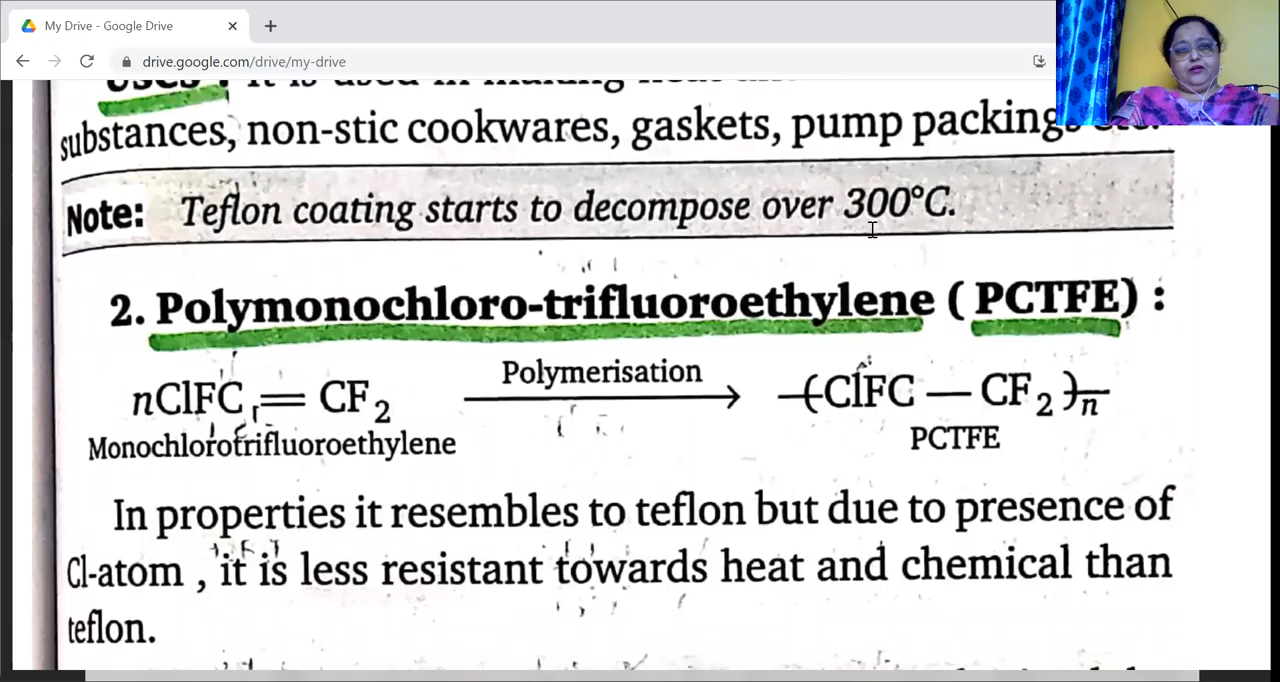 My Drive - Google Drive
drive.google.com/drive/my-drive
substances, non-stic cookwares, gaskets, pump packing
Note: Teflon coating starts to decompose over 300°C.
2. Polymonochloro-trifluoroethylene ( PCTFE) :
nClFC = CF2 Polymerisation -(ClFC — CF2)-n
Monochlorotrifluoroethylene PCTFE
In properties it resembles to teflon but due to presence of
Cl-atom , it is less resistant towards heat and chemical than
teflon.